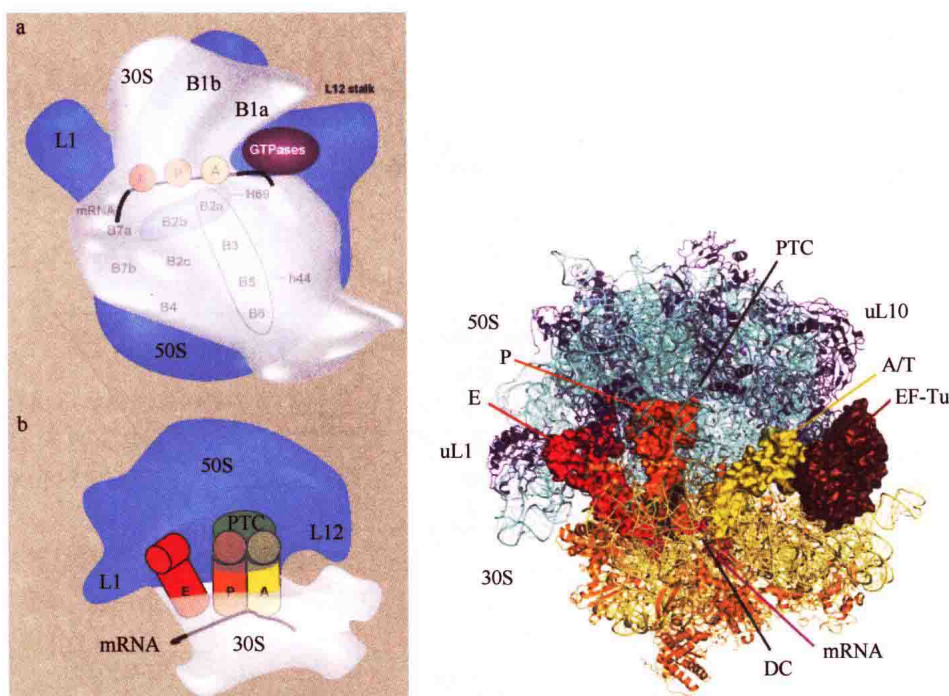 a
30S
B1b
L12 stalk
B1a
L1
GTPases
E P A
mRNA
H69
B2a
B7a
B2b
B3
B7b
B2c
B5
h44
B4
B6
50S
b
50S
PTC
L12
L1
E P A
mRNA
30S
PTC
50S
uL10
P
A/T
E
EF-Tu
uL1
30S
mRNA
DC